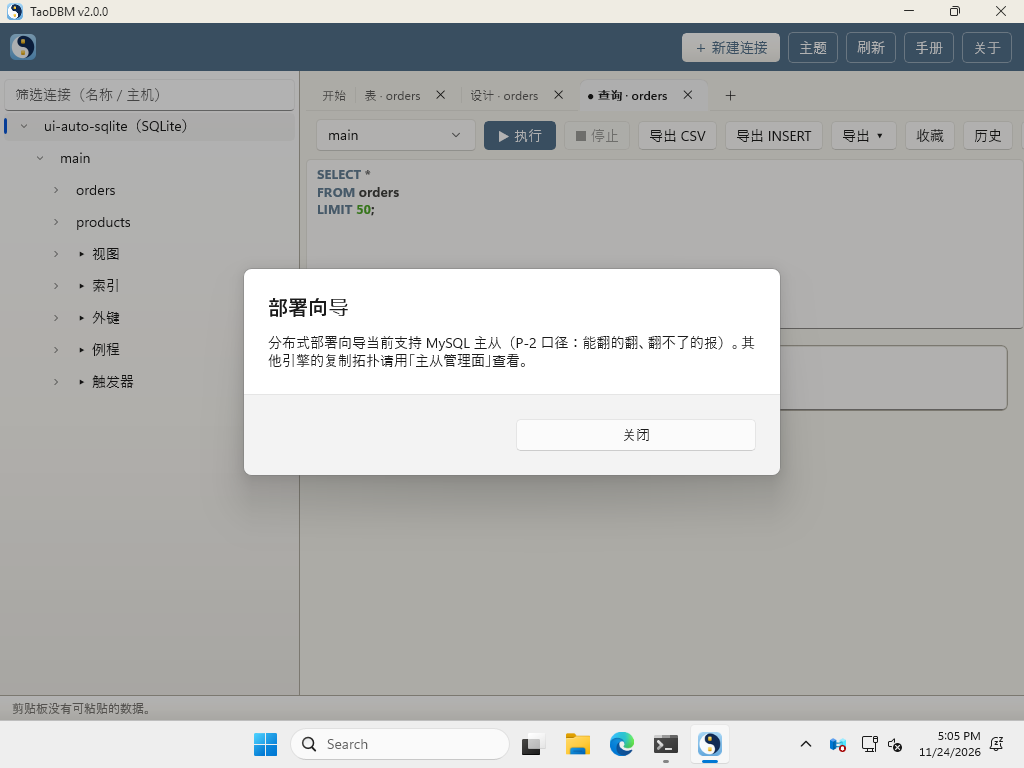 TaoDBM v2.0.0
+ 新建连接
主题
刷新
手册
关于
筛选连接（名称 / 主机）
ui-auto-sqlite（SQLite）
main
orders
products
视图
索引
外键
例程
触发器
开始
表 · orders
设计 · orders
● 查询 · orders
main
执行
停止
导出 CSV
导出 INSERT
导出
收藏
历史
SELECT *
FROM orders
LIMIT 50;
部署向导
分布式部署向导当前支持 MySQL 主从（P-2 口径：能翻的翻、翻不了的报）。其
他引擎的复制拓扑请用「主从管理面」查看。
关闭
剪贴板没有可粘贴的数据。
Search
5:05 PM
11/24/2026